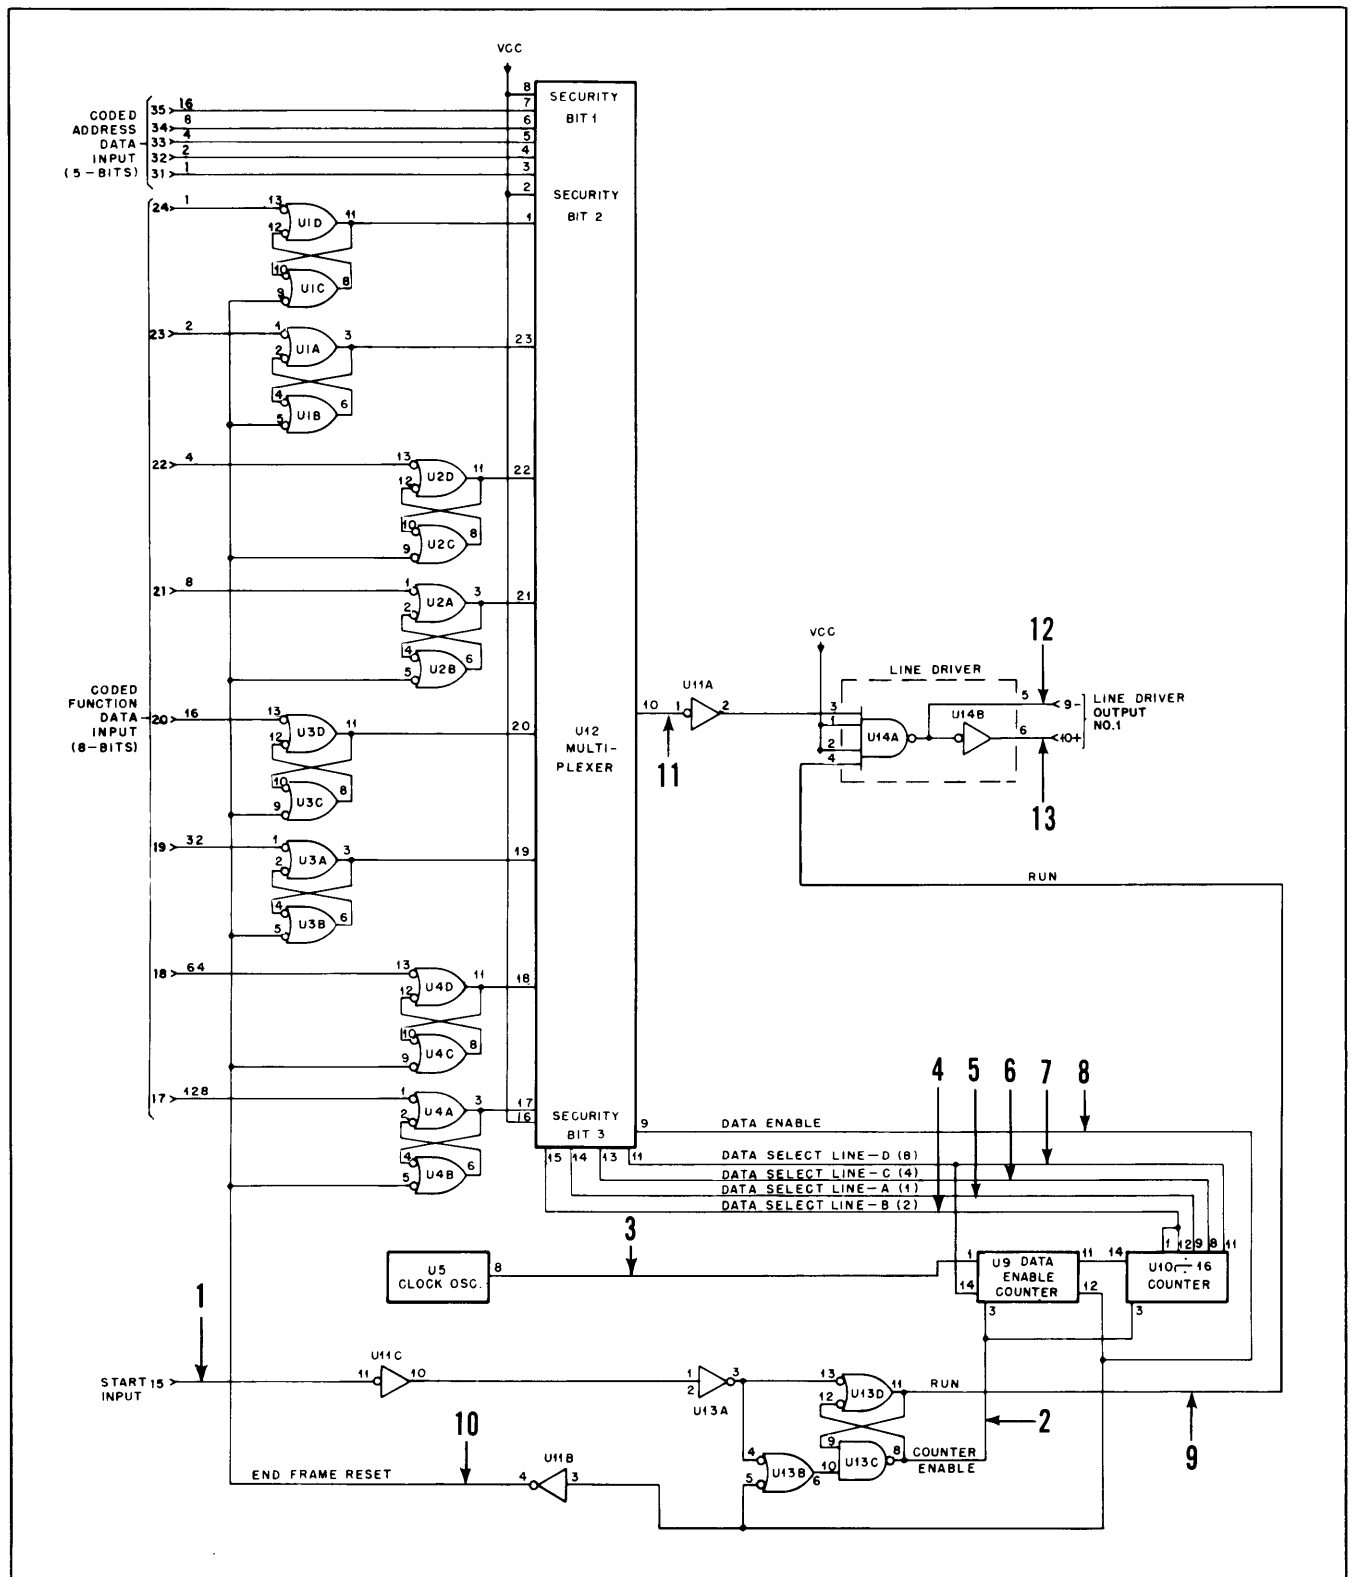 VCC
CODED
ADDRESS
DATA
INPUT
(5-BITS)
35 16
34 8
33 4
32 2
31 1
8
7
6
5
4
3
2
1
SECURITY
BIT 1
SECURITY
BIT 2
24 1
13
12
U1D
11
10
9
U1C
8
23 2
1
2
U1A
3
23
4
5
U1B
6
22 4
13
12
U2D
11
22
10
9
U2C
8
21 8
1
2
U2A
3
21
4
5
U2B
6
CODED
FUNCTION
DATA
INPUT
(8-BITS)
20 16
13
12
U3D
11
20
10
9
U3C
8
U12
MULTI-
PLEXER
10
11
1
U11A
2
VCC
LINE DRIVER
3
1
2
4
U14A
U14B
5
6
12
13
9-
10+
LINE DRIVER
OUTPUT
NO.1
RUN
19 32
1
2
U3A
3
19
4
5
U3B
6
18 64
13
12
U4D
11
18
10
9
U4C
8
17 128
1
2
U4A
3
17
16
4
5
U4B
6
SECURITY
BIT 3
15
14
13
11
9
DATA ENABLE
DATA SELECT LINE-D (8)
DATA SELECT LINE-C (4)
DATA SELECT LINE-A (1)
DATA SELECT LINE-B (2)
4
5
6
7
8
3
U5
CLOCK OSC.
8
1
14
U9 DATA
ENABLE
COUNTER
11
12
3
14
1
12
9
8
11
U10 ÷ 16
COUNTER
3
1
START
INPUT
15
11
U11C
10
1
2
U13A
3
13
12
U13D
11
RUN
9
2
9
10
U13C
8
COUNTER
ENABLE
4
5
U13B
6
10
END FRAME RESET
4
U11B
3